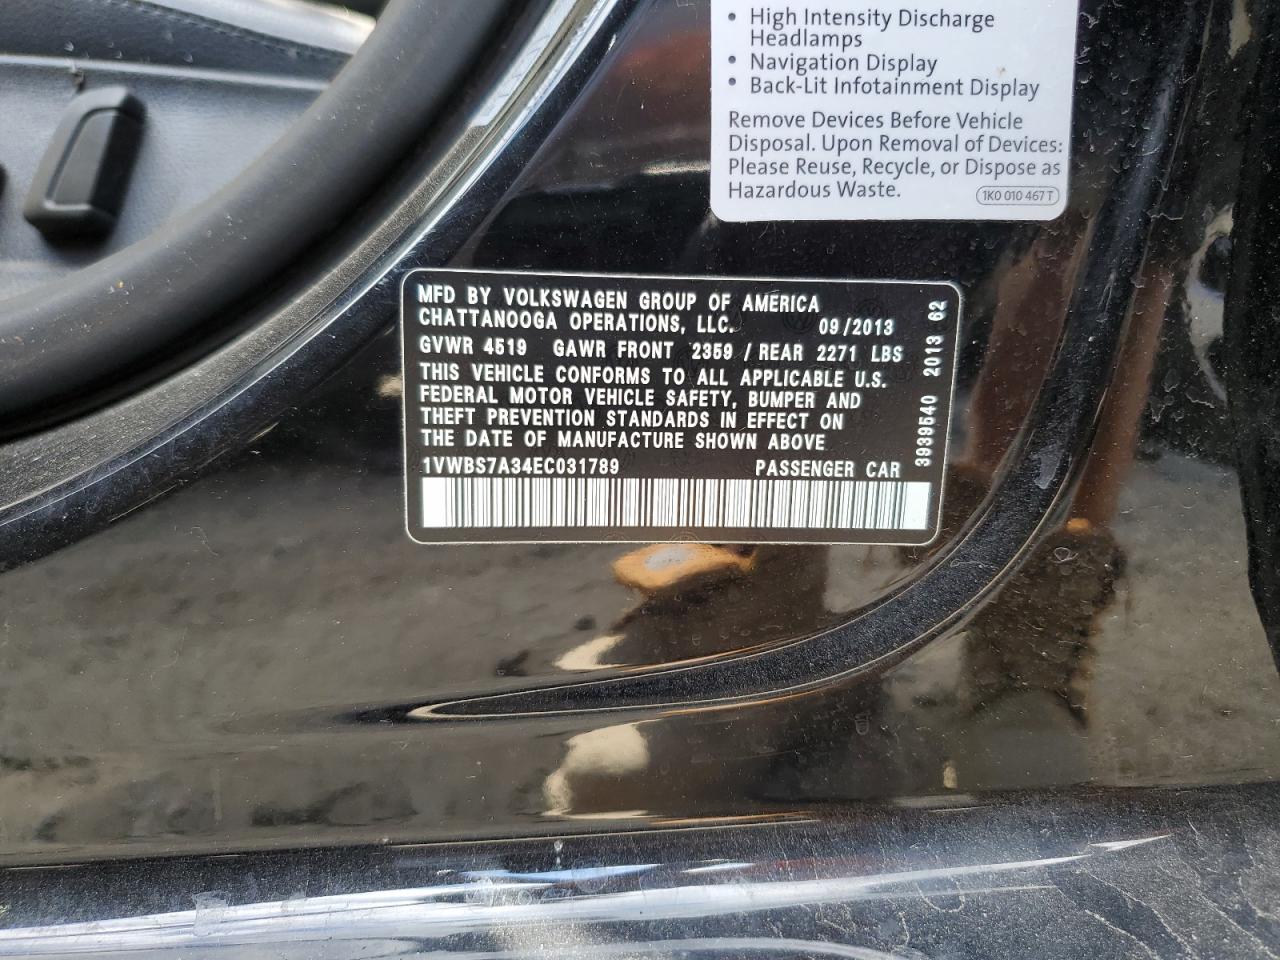 • High Intensity Discharge
Headlamps
• Navigation Display
• Back-Lit Infotainment Display
Remove Devices Before Vehicle
Disposal. Upon Removal of Devices:
Please Reuse, Recycle, or Dispose as
Hazardous Waste.
1K0 010 467 T
MFD BY VOLKSWAGEN GROUP OF AMERICA
CHATTANOOGA OPERATIONS, LLC. 09/2013
GVWR 4519 GAWR FRONT 2359 / REAR 2271 LBS
THIS VEHICLE CONFORMS TO ALL APPLICABLE U.S.
FEDERAL MOTOR VEHICLE SAFETY, BUMPER AND
THEFT PREVENTION STANDARDS IN EFFECT ON
THE DATE OF MANUFACTURE SHOWN ABOVE
1VWBS7A34EC031789 PASSENGER CAR
3939540 2013 62